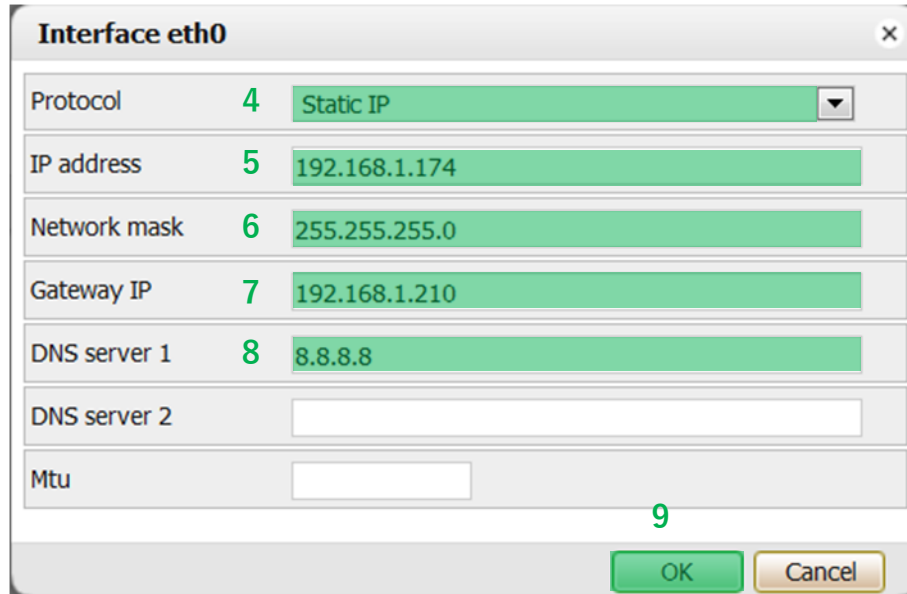 Interface eth0 ×
Protocol 4 Static IP
IP address 5 192.168.1.174
Network mask 6 255.255.255.0
Gateway IP 7 192.168.1.210
DNS server 1 8 8.8.8.8
DNS server 2
Mtu
9
OK Cancel